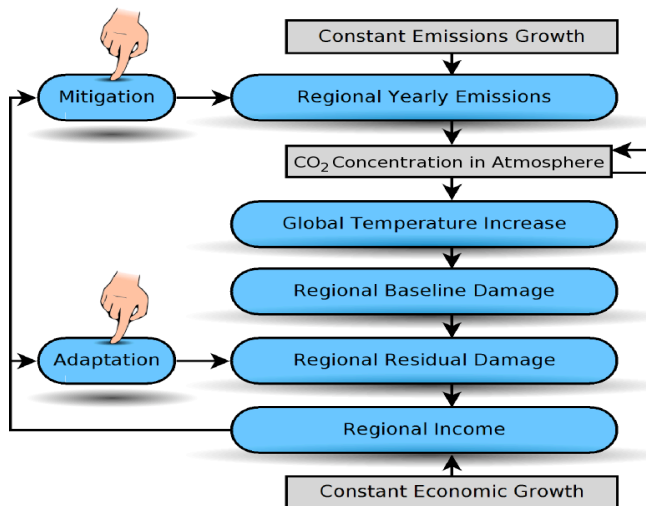 Constant Emissions Growth
Mitigation
Regional Yearly Emissions
CO₂ Concentration in Atmosphere
Global Temperature Increase
Regional Baseline Damage
Adaptation
Regional Residual Damage
Regional Income
Constant Economic Growth